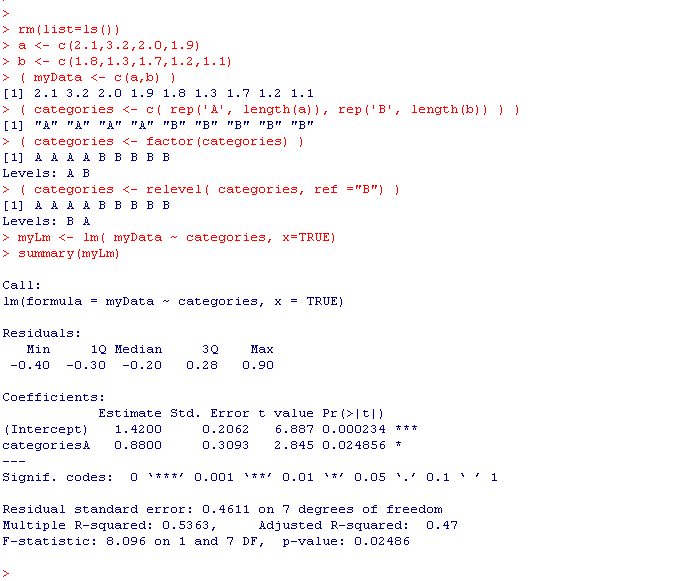 >
> rm(list=ls())
> a <- c(2.1,3.2,2.0,1.9)
> b <- c(1.8,1.3,1.7,1.2,1.1)
> ( myData <- c(a,b) )
[1] 2.1 3.2 2.0 1.9 1.8 1.3 1.7 1.2 1.1
> ( categories <- c( rep('A', length(a)), rep('B', length(b)) ) )
[1] "A" "A" "A" "A" "B" "B" "B" "B" "B"
> ( categories <- factor(categories) )
[1] A A A A B B B B B
Levels: A B
> ( categories <- relevel( categories, ref ="B") )
[1] A A A A B B B B B
Levels: B A
> myLm <- lm( myData ~ categories, x=TRUE)
> summary(myLm)

Call:
lm(formula = myData ~ categories, x = TRUE)

Residuals:
   Min     1Q Median     3Q    Max
 -0.40  -0.30  -0.20   0.28   0.90

Coefficients:
            Estimate Std. Error t value Pr(>|t|)
(Intercept)   1.4200     0.2062   6.887 0.000234 ***
categoriesA   0.8800     0.3093   2.845 0.024856 *
---
Signif. codes:  0 ‘***’ 0.001 ‘**’ 0.01 ‘*’ 0.05 ‘.’ 0.1 ‘ ’ 1

Residual standard error: 0.4611 on 7 degrees of freedom
Multiple R-squared: 0.5363,     Adjusted R-squared:  0.47
F-statistic: 8.096 on 1 and 7 DF,  p-value: 0.02486

>